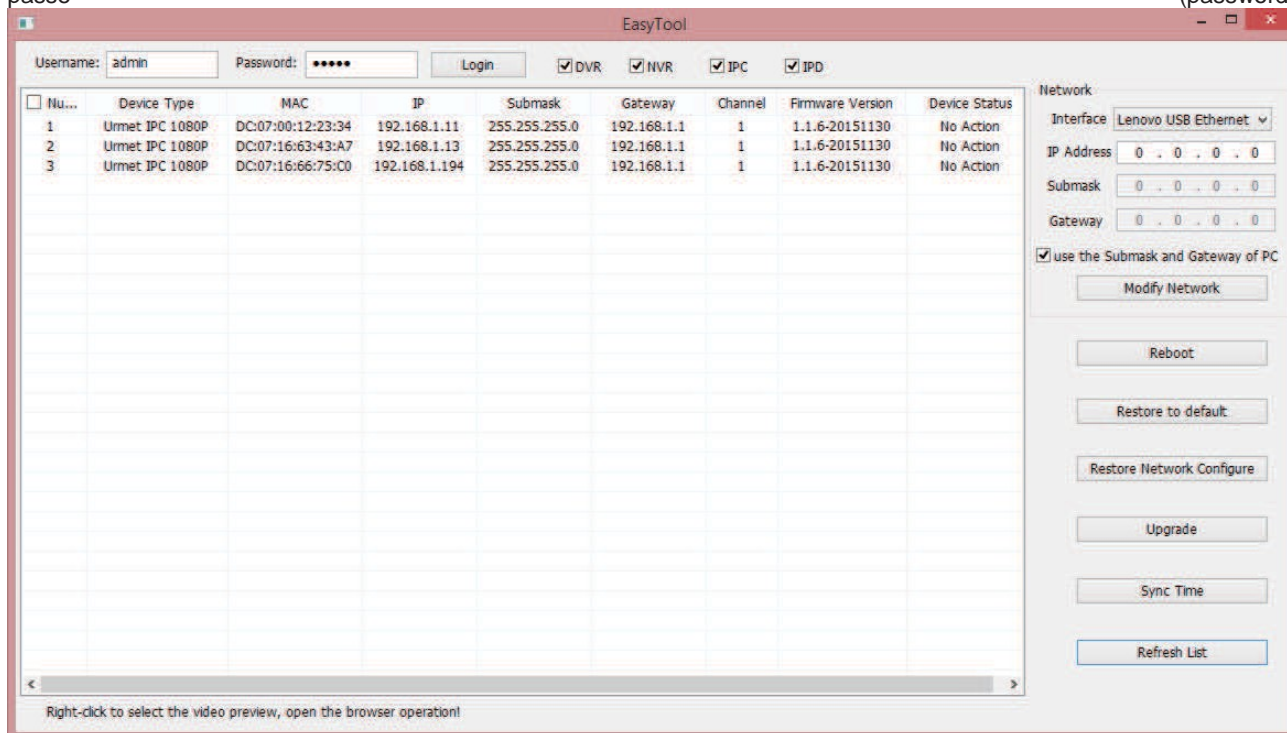 passo (password
EasyTool
Username: admin Password: ••••• Login DVR NVR IPC IPD
Nu... Device Type MAC IP Submask Gateway Channel Firmware Version Device Status
1 Urmet IPC 1080P DC:07:00:12:23:34 192.168.1.11 255.255.255.0 192.168.1.1 1 1.1.6-20151130 No Action
2 Urmet IPC 1080P DC:07:16:63:43:A7 192.168.1.13 255.255.255.0 192.168.1.1 1 1.1.6-20151130 No Action
3 Urmet IPC 1080P DC:07:16:66:75:C0 192.168.1.194 255.255.255.0 192.168.1.1 1 1.1.6-20151130 No Action
Network
Interface Lenovo USB Ethernet
IP Address 0 . 0 . 0 . 0
Submask 0 . 0 . 0 . 0
Gateway 0 . 0 . 0 . 0
use the Submask and Gateway of PC
Modify Network
Reboot
Restore to default
Restore Network Configure
Upgrade
Sync Time
Refresh List
Right-click to select the video preview, open the browser operation!